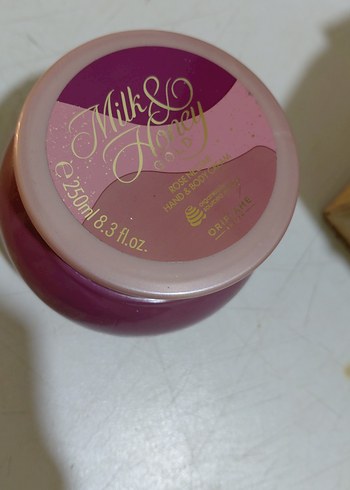 Milk &
Honey
GOLD
HAND & BODY CREAM
ORIFLAME
℮ 250ml 8.3 fl.oz.